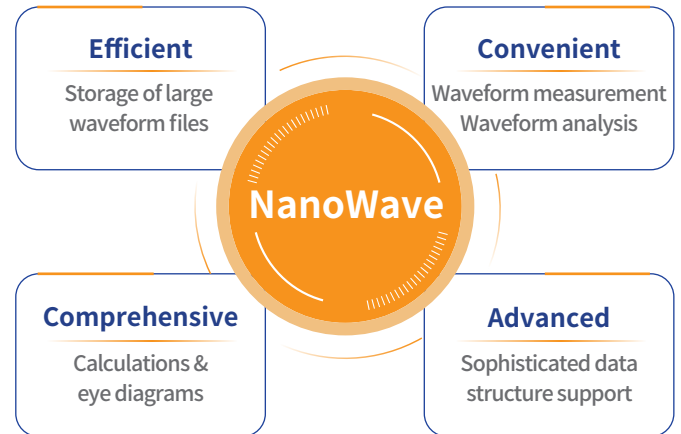 Efficient
Storage of large
waveform files
Convenient
Waveform measurement
Waveform analysis
NanoWave
Comprehensive
Calculations &
eye diagrams
Advanced
Sophisticated data
structure support